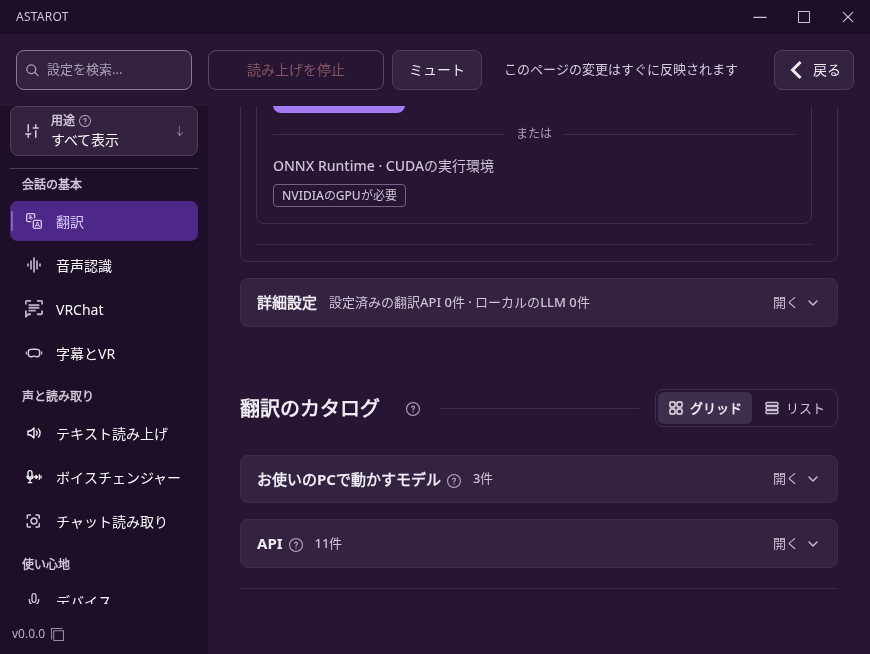 ASTAROT
設定を検索...
読み上げを停止
ミュート
このページの変更はすぐに反映されます
戻る
用途
すべて表示
会話の基本
翻訳
音声認識
VRChat
字幕とVR
声と読み取り
テキスト読み上げ
ボイスチェンジャー
チャット読み取り
使い心地
デバイス
v0.0.0
または
ONNX Runtime · CUDAの実行環境
NVIDIAのGPUが必要
詳細設定 設定済みの翻訳API 0件 · ローカルのLLM 0件 開く
翻訳のカタログ
グリッド
リスト
お使いのPCで動かすモデル 3件 開く
API 11件 開く